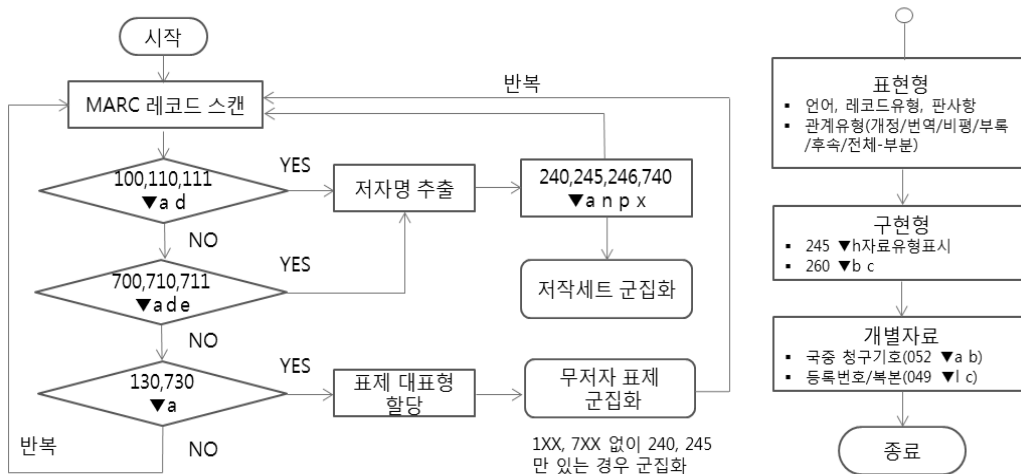 시작
MARC 레코드 스캔
반복
100,110,111
▼a d
YES
저자명 추출
240,245,246,740
▼a n p x
NO
700,710,711
▼a d e
YES
저작세트 군집화
NO
130,730
▼a
YES
표제 대표형
할당
무저자 표제
군집화
NO
반복
1XX, 7XX 없이 240, 245
만 있는 경우 군집화
표현형
▪ 언어, 레코드유형, 판사항
▪ 관계유형(개정/번역/비평/부록
/후속/전체-부분)
구현형
▪ 245 ▼h자료유형표시
▪ 260 ▼b c
개별자료
▪ 국중 청구기호(052 ▼a b)
▪ 등록번호/복본(049 ▼l c)
종료